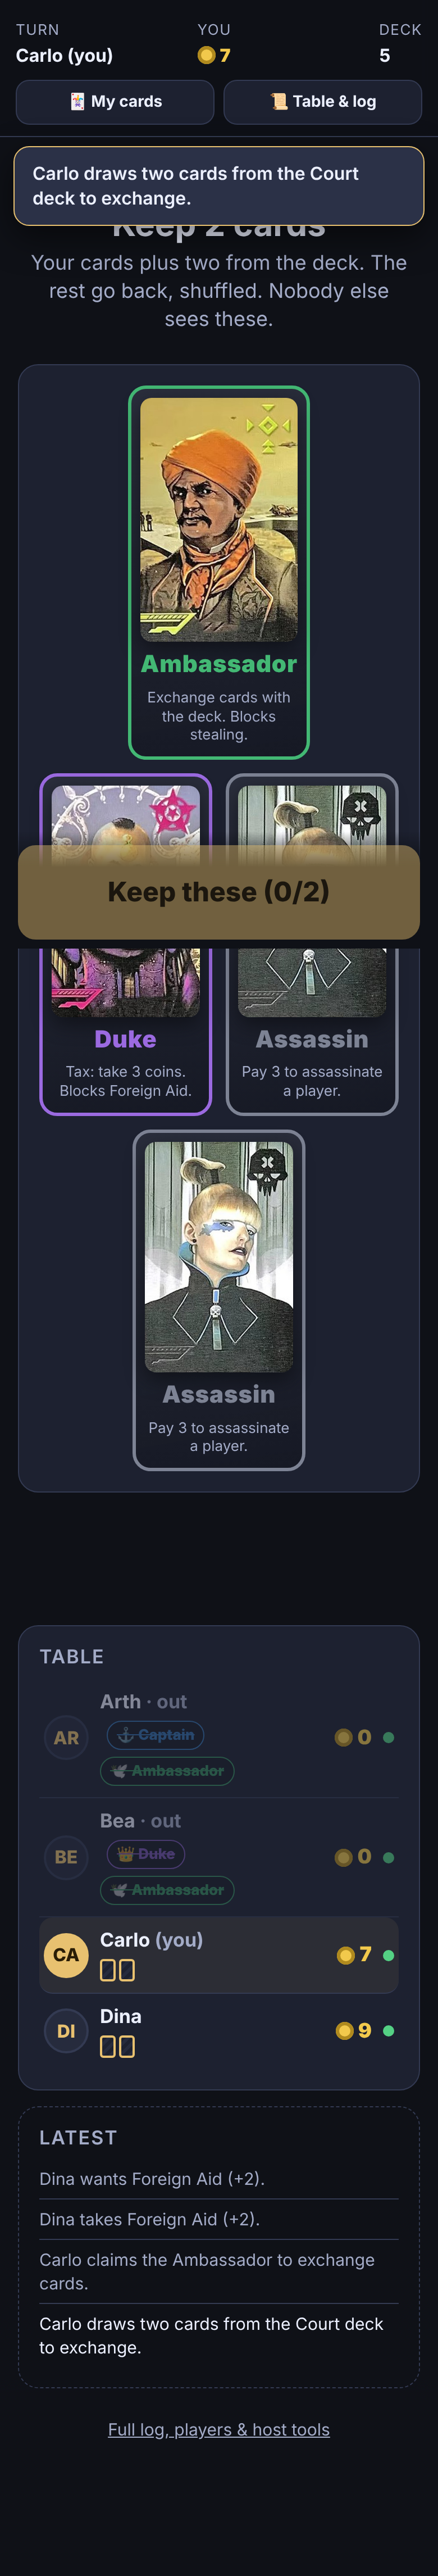 TURN
YOU
DECK
Carlo (you)
7
5
🃏 My cards
📜 Table & log
Carlo draws two cards from the Court
deck to exchange.
Keep 2 cards
Your cards plus two from the deck. The
rest go back, shuffled. Nobody else
sees these.
Ambassador
Exchange cards with
the deck. Blocks
stealing.
Keep these (0/2)
Duke
Assassin
Tax: take 3 coins.
Blocks Foreign Aid.
Pay 3 to assassinate
a player.
Assassin
Pay 3 to assassinate
a player.
TABLE
AR
Arth · out
⚓ Captain
🕊 Ambassador
0
BE
Bea · out
👑 Duke
🕊 Ambassador
0
CA
Carlo (you)
7
DI
Dina
9
LATEST
Dina wants Foreign Aid (+2).
Dina takes Foreign Aid (+2).
Carlo claims the Ambassador to exchange
cards.
Carlo draws two cards from the Court deck
to exchange.
Full log, players & host tools